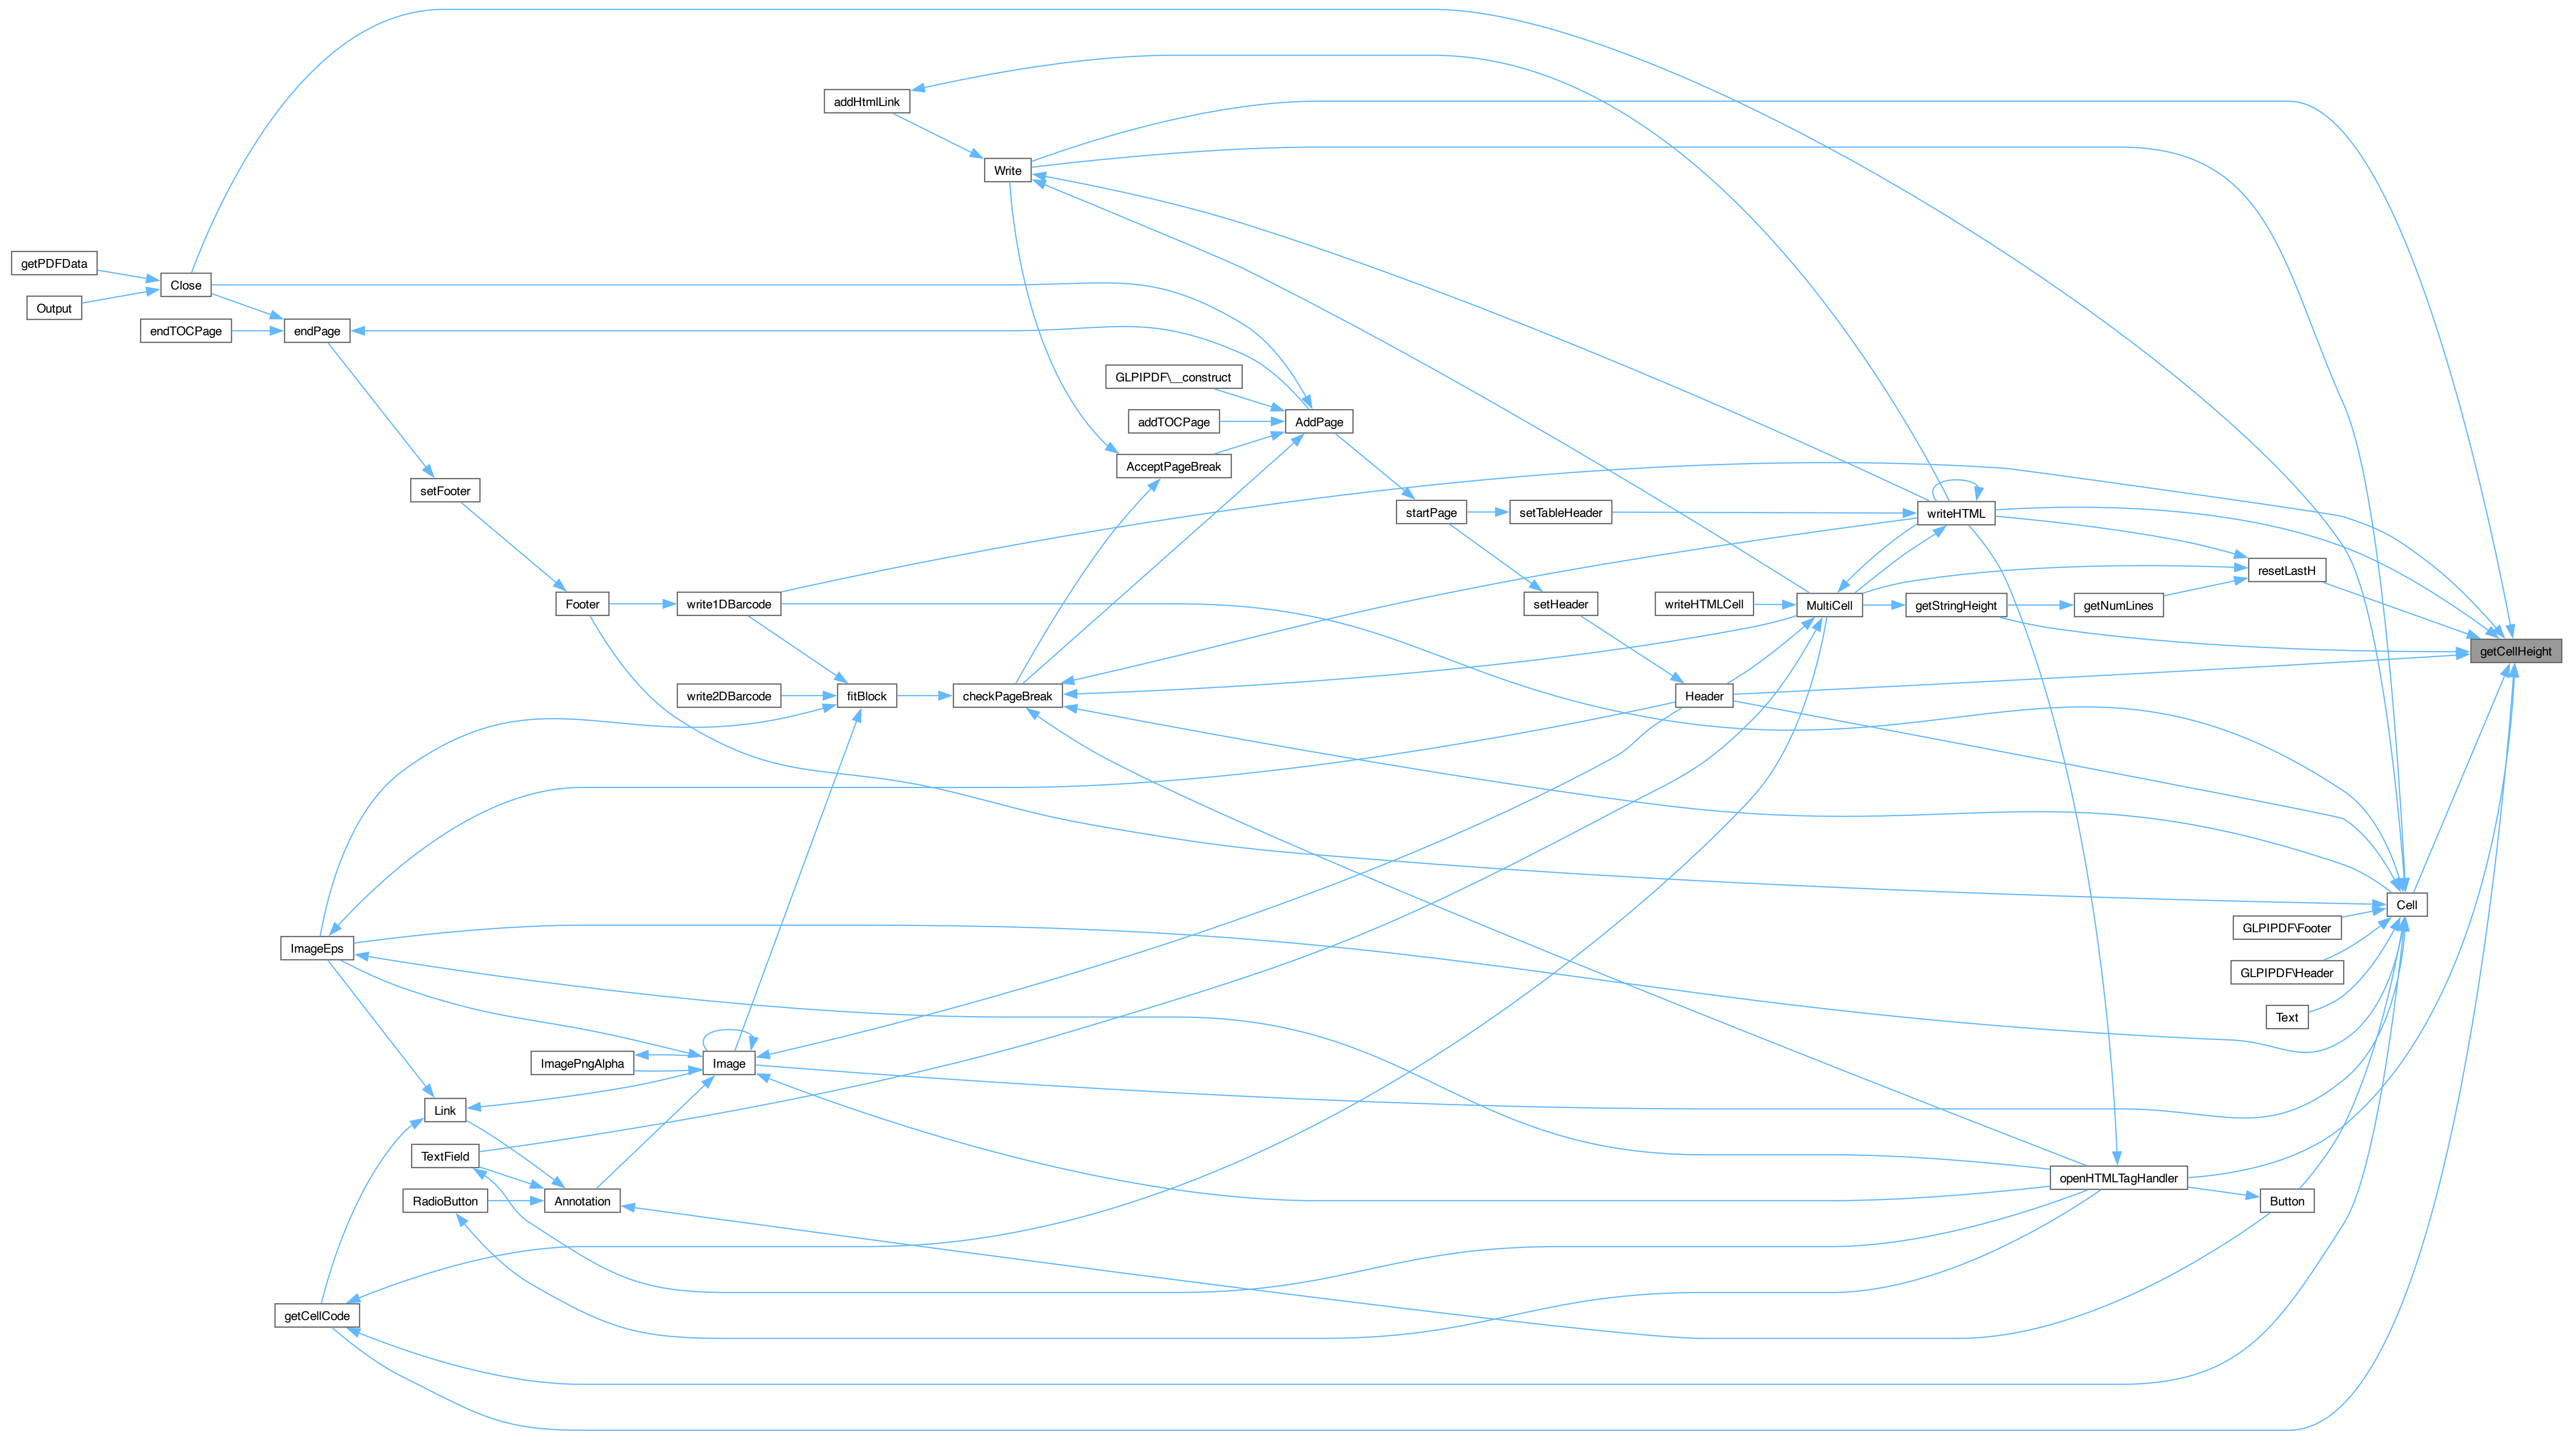 addHtmlLink
Write
getPDFData
Close
Output
endTOCPage
endPage
GLPIPDF\__construct
addTOCPage
AddPage
AcceptPageBreak
setFooter
startPage
setTableHeader
writeHTML
resetLastH
Footer
write1DBarcode
setHeader
writeHTMLCell
MultiCell
getStringHeight
getNumLines
getCellHeight
write2DBarcode
fitBlock
checkPageBreak
Header
Cell
GLPIPDF\Footer
ImageEps
GLPIPDF\Header
Text
ImagePngAlpha
Image
Link
TextField
openHTMLTagHandler
RadioButton
Annotation
Button
getCellCode